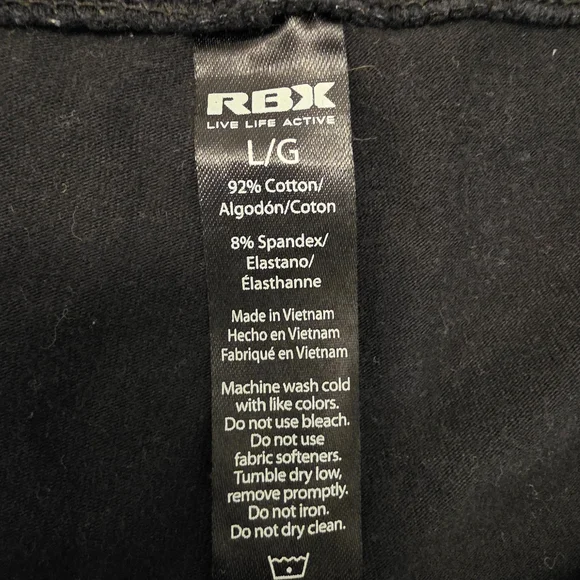 RBX
LIVE LIFE ACTIVE
L/G
92% Cotton/
Algodón/Coton
8% Spandex/
Elastano/
Élasthanne
Made in Vietnam
Hecho en Vietnam
Fabriqué en Vietnam
Machine wash cold
with like colors.
Do not use bleach.
Do not use
fabric softeners.
Tumble dry low,
remove promptly.
Do not iron.
Do not dry clean.